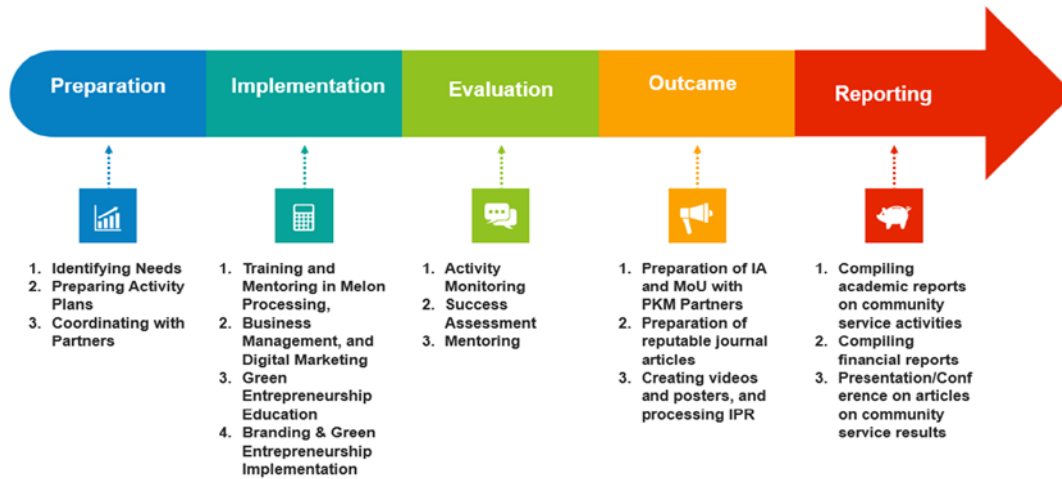 Preparation
Implementation
Evaluation
Outcame
Reporting
1. Identifying Needs
2. Preparing Activity
Plans
3. Coordinating with
Partners
1. Training and
Mentoring in Melon
Processing,
2. Business
Management, and
Digital Marketing
3. Green
Entrepreneurship
Education
4. Branding & Green
Entrepreneurship
Implementation
1. Activity
Monitoring
2. Success
Assessment
3. Mentoring
1. Preparation of IA
and MoU with
PKM Partners
2. Preparation of
reputable journal
articles
3. Creating videos
and posters, and
processing IPR
1. Compiling
academic reports
on community
service activities
2. Compiling
financial reports
3. Presentation/Conf
erence on articles
on community
service results